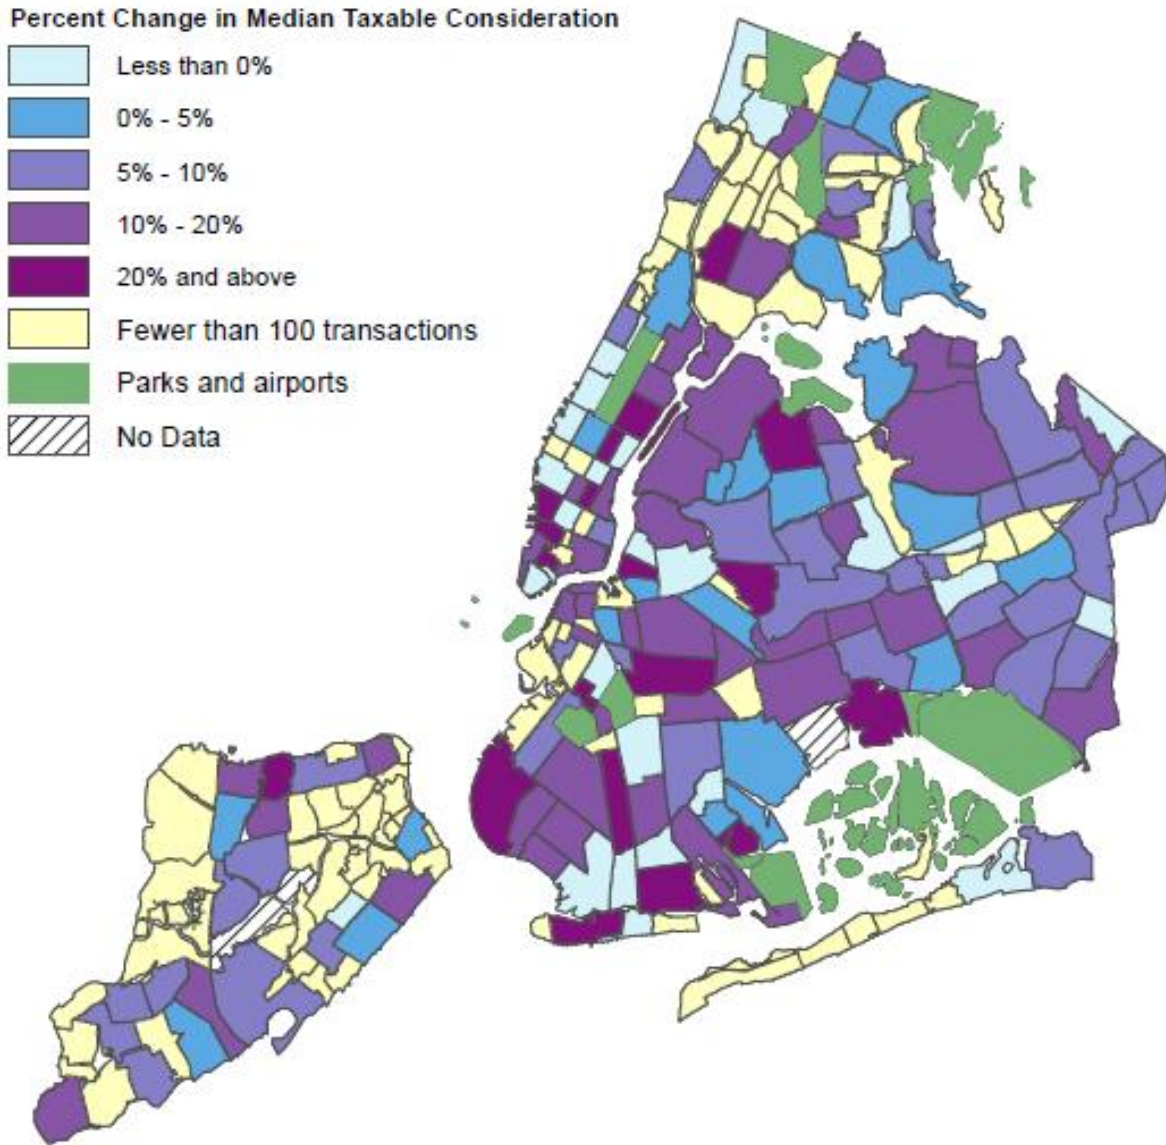 Percent Change in Median Taxable Consideration
Less than 0%
0% - 5%
5% - 10%
10% - 20%
20% and above
Fewer than 100 transactions
Parks and airports
No Data